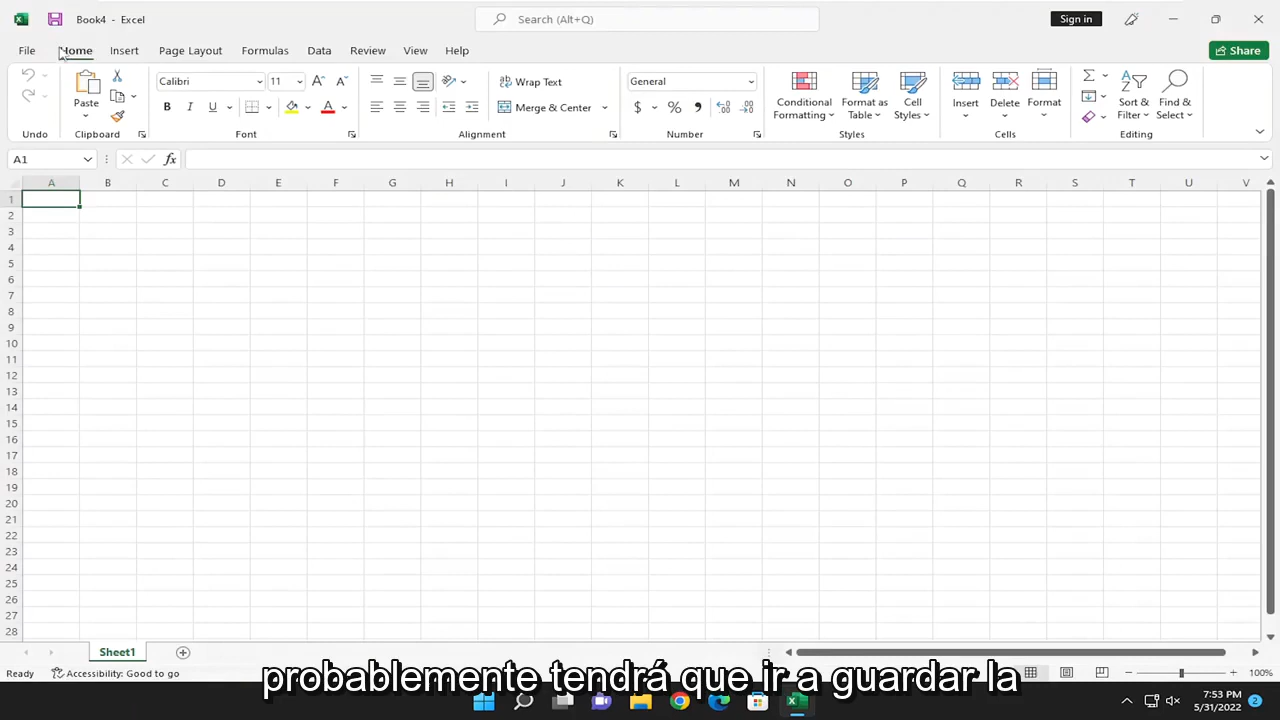 Book4 - Excel
Search (Alt+Q)
Sign in
File
Home
Insert
Page Layout
Formulas
Data
Review
View
Help
Share
Paste
Calibri
11
B I U
A
Wrap Text
Merge & Center
General
$ % 9
Conditional Formatting
Format as Table
Cell Styles
Insert
Delete
Format
Sort & Filter
Find & Select
Undo
Clipboard
Font
Alignment
Number
Styles
Cells
Editing
A1
fx
A B C D E F G H I J K L M N O P Q R S T U V
1
2
3
4
5
6
7
8
9
10
11
12
13
14
15
16
17
18
19
20
21
22
23
24
25
26
27
28
Sheet1
Ready
Accessibility: Good to go
100%
probablemente tendrá que ir a guardar la
7:53 PM
5/31/2022
2